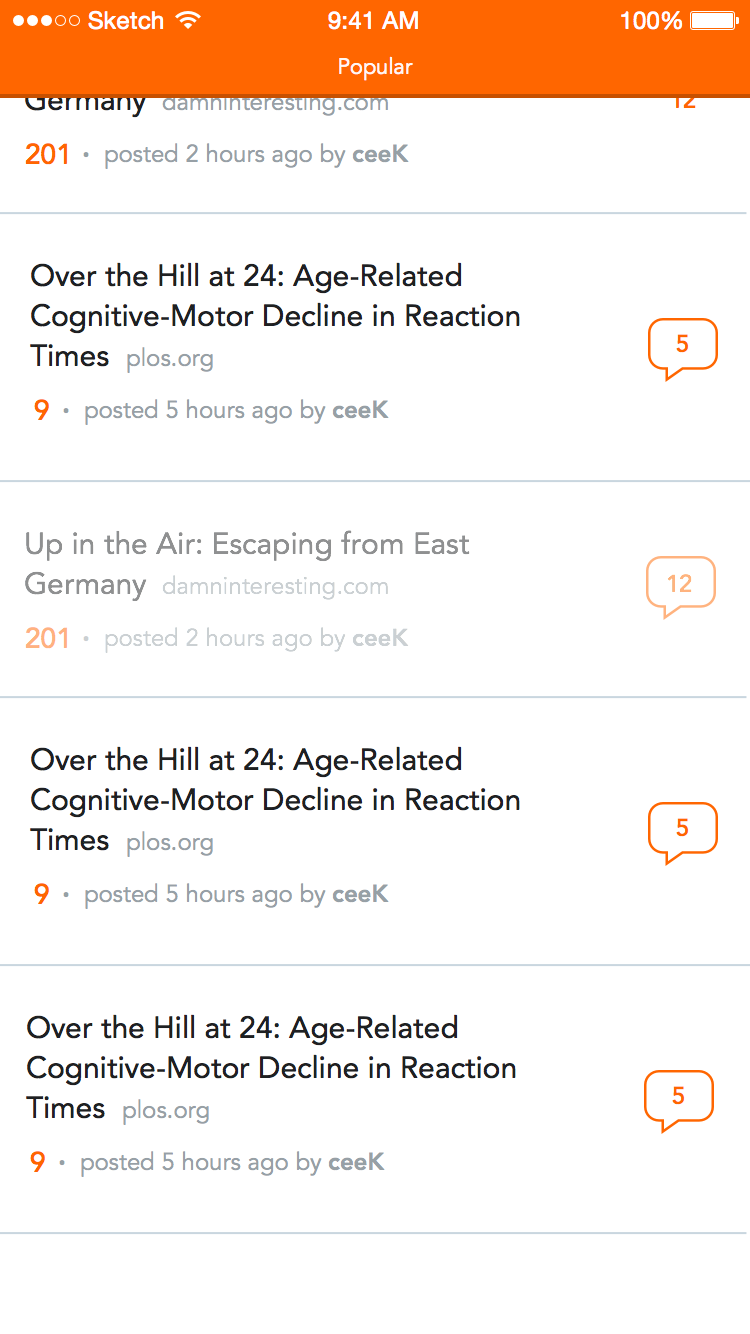 Sketch 9:41 AM 100%
Popular
Germany damninteresting.com 12
201 · posted 2 hours ago by ceeK
Over the Hill at 24: Age-Related
Cognitive-Motor Decline in Reaction
Times plos.org
5
9 · posted 5 hours ago by ceeK
Up in the Air: Escaping from East
Germany damninteresting.com
12
201 · posted 2 hours ago by ceeK
Over the Hill at 24: Age-Related
Cognitive-Motor Decline in Reaction
Times plos.org
5
9 · posted 5 hours ago by ceeK
Over the Hill at 24: Age-Related
Cognitive-Motor Decline in Reaction
Times plos.org
5
9 · posted 5 hours ago by ceeK